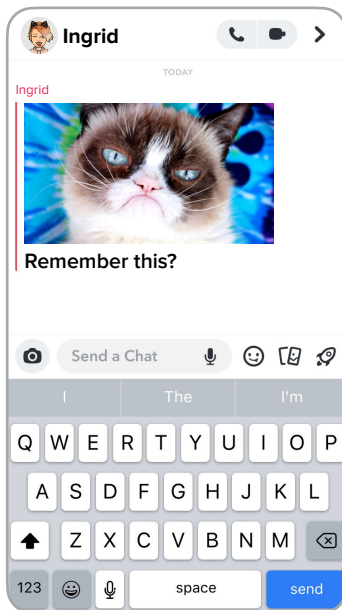 Ingrid
TODAY
Ingrid
Remember this?
Send a Chat
I The I'm
Q W E R T Y U I O P
A S D F G H J K L
Z X C V B N M
123 space send